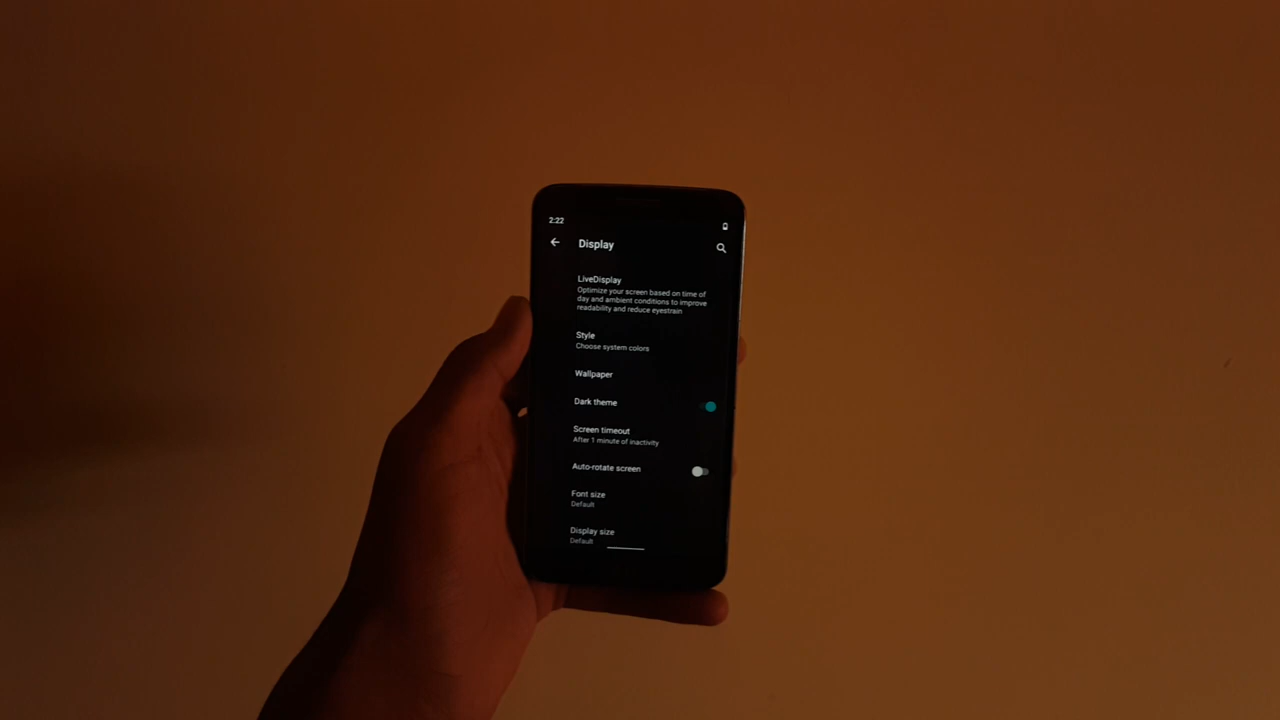 2:22
Display
LiveDisplay
Optimize your screen based on time of
day and ambient conditions to improve
readability and reduce eyestrain
Style
Choose system colors
Wallpaper
Dark theme
Screen timeout
After 1 minute of inactivity
Auto-rotate screen
Font size
Default
Display size
Default